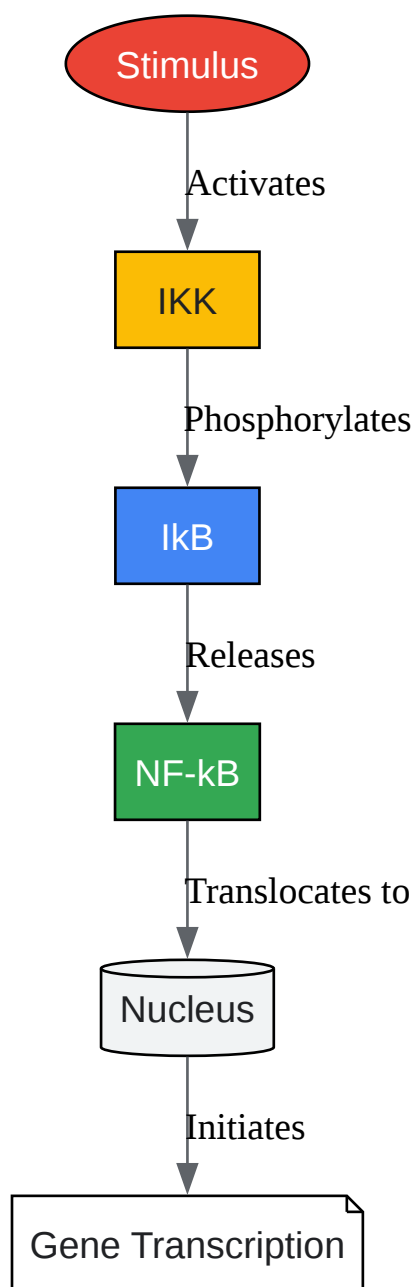 Stimulus
Activates
IKK
Phosphorylates
IkB
Releases
NF-kB
Translocates to
Nucleus
Initiates
Gene Transcription